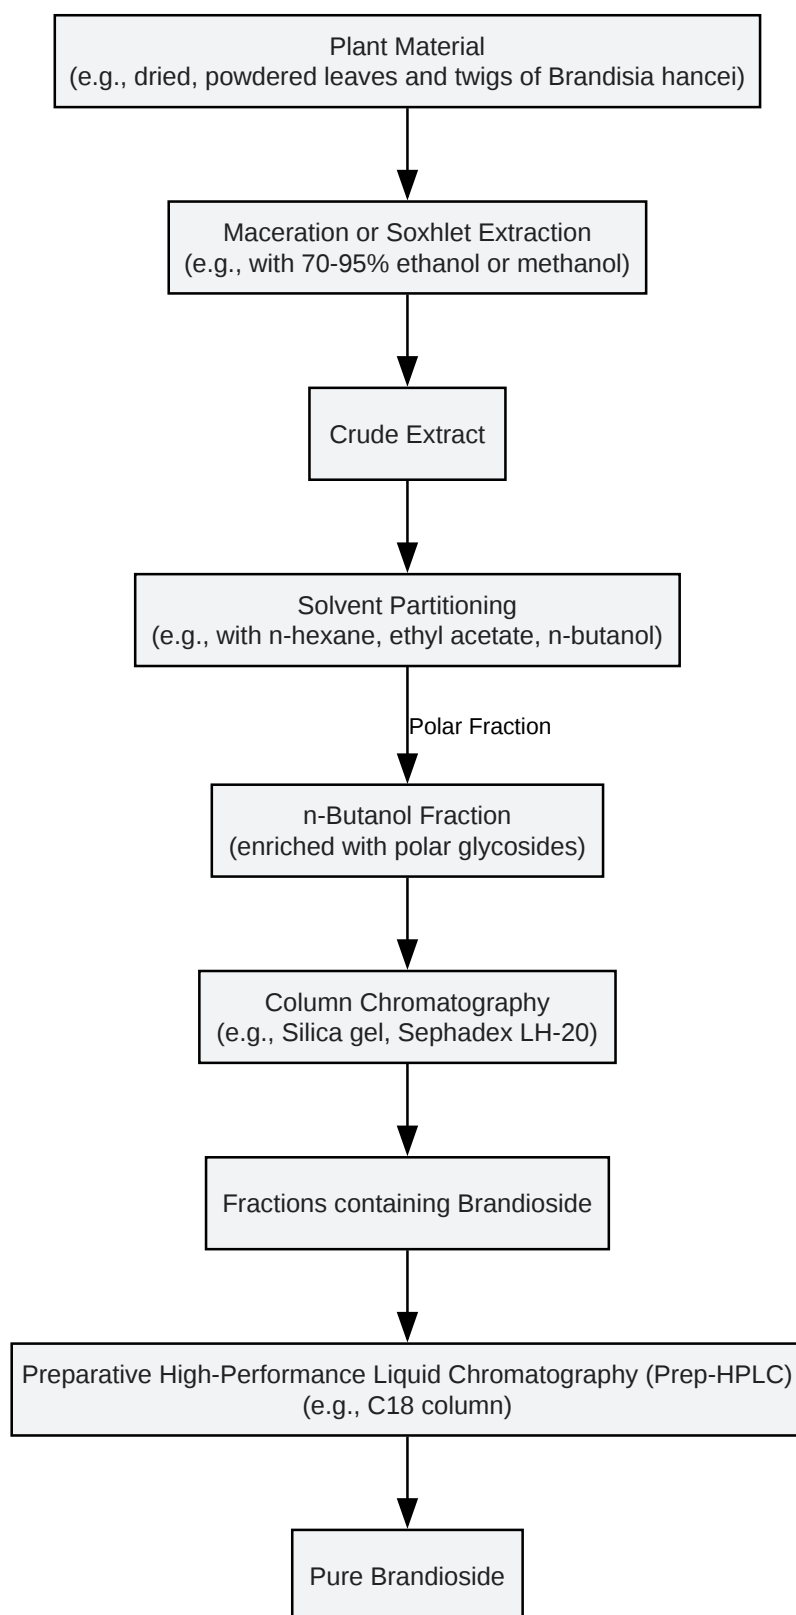 Plant Material
(e.g., dried, powdered leaves and twigs of Brandisia hancei)
Maceration or Soxhlet Extraction
(e.g., with 70-95% ethanol or methanol)
Crude Extract
Solvent Partitioning
(e.g., with n-hexane, ethyl acetate, n-butanol)
Polar Fraction
n-Butanol Fraction
(enriched with polar glycosides)
Column Chromatography
(e.g., Silica gel, Sephadex LH-20)
Fractions containing Brandioside
Preparative High-Performance Liquid Chromatography (Prep-HPLC)
(e.g., C18 column)
Pure Brandioside